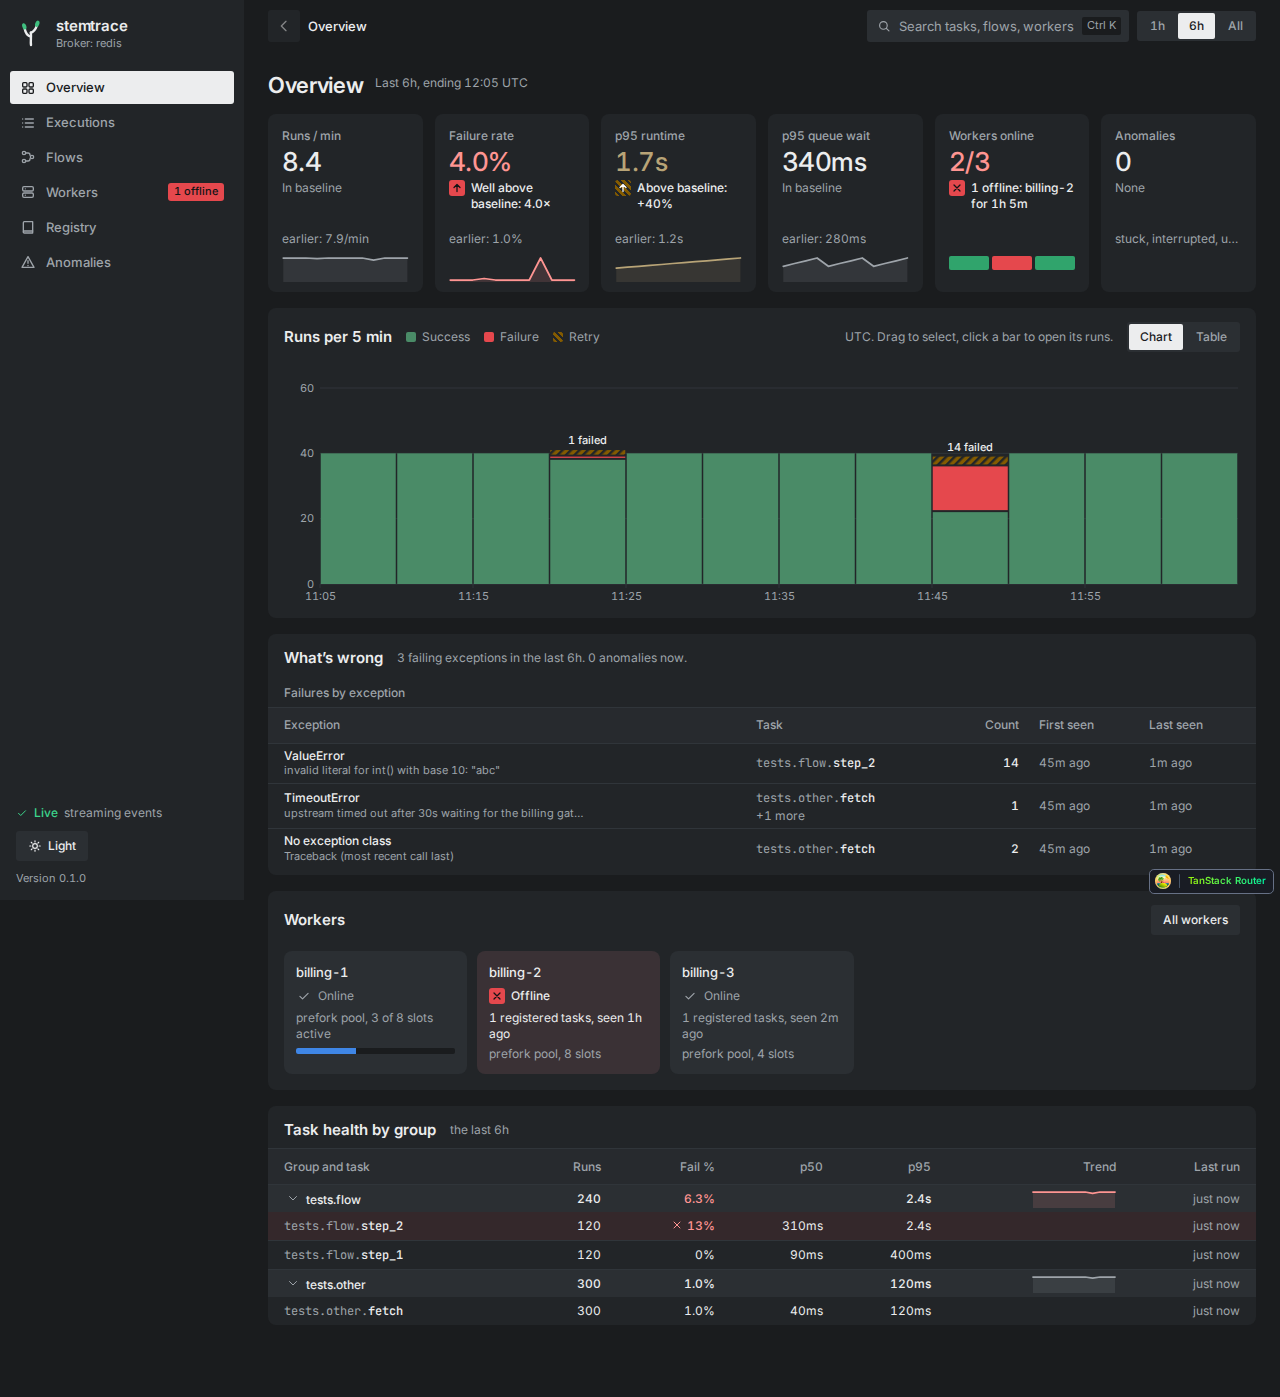 stemtrace
Broker: redis
Overview
Executions
Flows
Workers
1 offline
Registry
Anomalies
Live streaming events
Light
Version 0.1.0
Overview
Search tasks, flows, workers
Ctrl K
1h
6h
All
Overview
Last 6h, ending 12:05 UTC
Runs / min
8.4
In baseline
earlier: 7.9/min
Failure rate
4.0%
Well above
baseline: 4.0×
earlier: 1.0%
p95 runtime
1.7s
Above baseline:
+40%
earlier: 1.2s
p95 queue wait
340ms
In baseline
earlier: 280ms
Workers online
2/3
1 offline: billing-2
for 1h 5m
Anomalies
0
None
stuck, interrupted, u...
Runs per 5 min
Success
Failure
Retry
UTC. Drag to select, click a bar to open its runs.
Chart
Table
60
40
20
0
1 failed
14 failed
11:05
11:15
11:25
11:35
11:45
11:55
What's wrong
3 failing exceptions in the last 6h. 0 anomalies now.
Failures by exception
Exception Task Count First seen Last seen
ValueError
invalid literal for int() with base 10: "abc"
tests.flow.step_2 14 45m ago 1m ago
TimeoutError
upstream timed out after 30s waiting for the billing gat...
tests.other.fetch
+1 more
1 45m ago 1m ago
No exception class
Traceback (most recent call last)
tests.other.fetch 2 45m ago 1m ago
TanStack Router
Workers
All workers
billing-1
Online
prefork pool, 3 of 8 slots
active
billing-2
Offline
1 registered tasks, seen 1h
ago
prefork pool, 8 slots
billing-3
Online
1 registered tasks, seen 2m
ago
prefork pool, 4 slots
Task health by group
the last 6h
Group and task Runs Fail % p50 p95 Trend Last run
tests.flow 240 6.3% 2.4s just now
tests.flow.step_2 120 13% 310ms 2.4s just now
tests.flow.step_1 120 0% 90ms 400ms just now
tests.other 300 1.0% 120ms just now
tests.other.fetch 300 1.0% 40ms 120ms just now